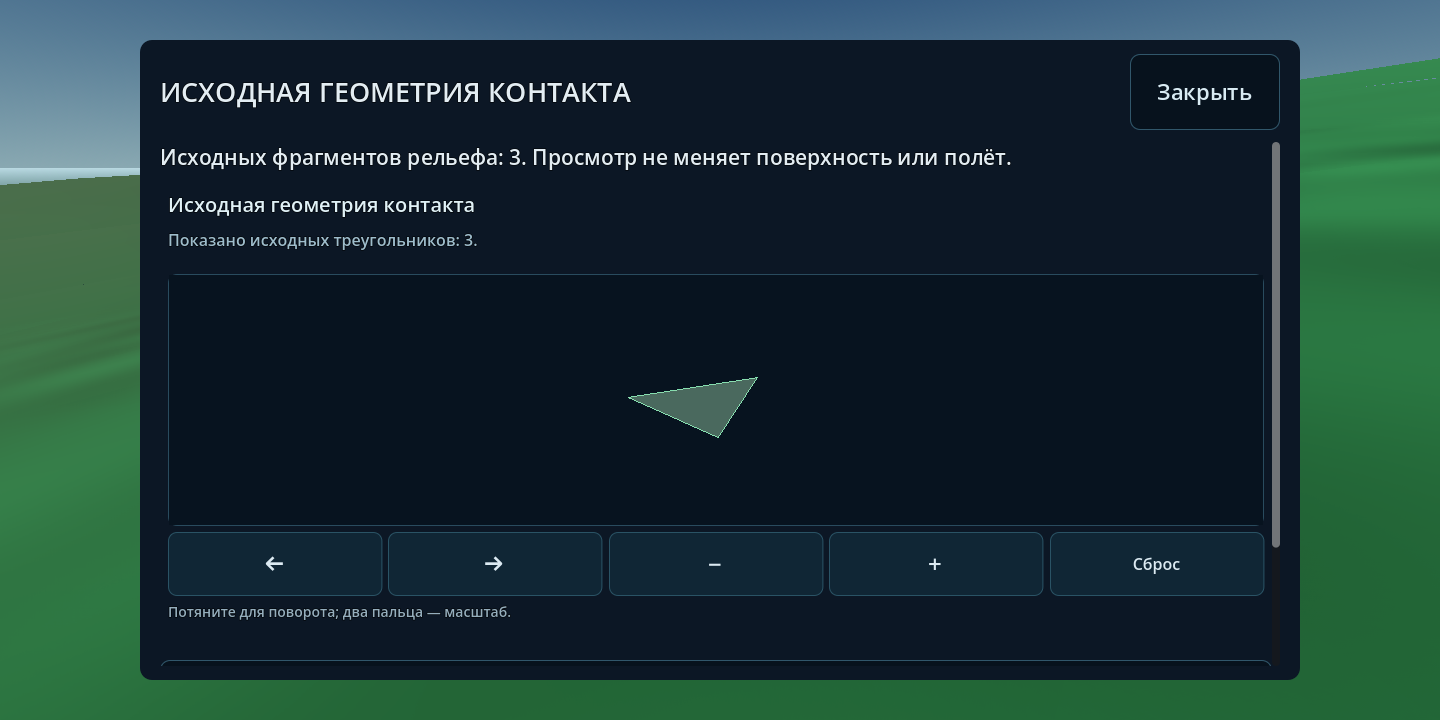 ИСХОДНАЯ ГЕОМЕТРИЯ КОНТАКТА
Закрыть
Исходных фрагментов рельефа: 3. Просмотр не меняет поверхность или полёт.
Исходная геометрия контакта
Показано исходных треугольников: 3.
← → − + Сброс
Потяните для поворота; два пальца — масштаб.